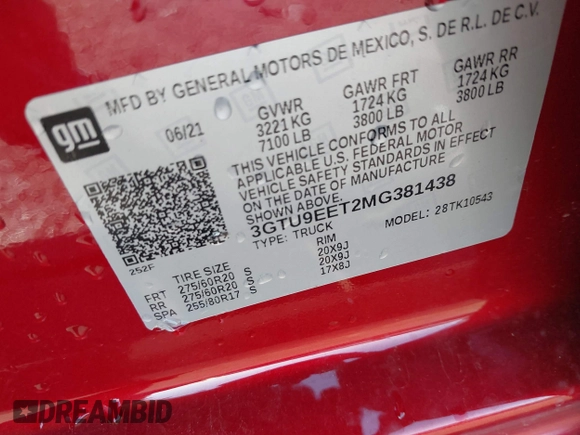 MFD BY GENERAL MOTORS DE MEXICO, S. DE R.L. DE C.V.
gm
06/21 GVWR GAWR FRT GAWR RR
3221 KG 1724 KG 1724 KG
7100 LB 3800 LB 3800 LB
THIS VEHICLE CONFORMS TO ALL
APPLICABLE U.S. FEDERAL MOTOR
VEHICLE SAFETY STANDARDS IN EFFECT
ON THE DATE OF MANUFACTURE
SHOWN ABOVE.
3GTU9EET2MG381438
TYPE: TRUCK MODEL: 28TK10543
252F
TIRE SIZE RIM
FRT 275/60R20 S 20X9J
RR 275/60R20 S 20X9J
SPA 255/80R17 S 17X8J
DREAMBID